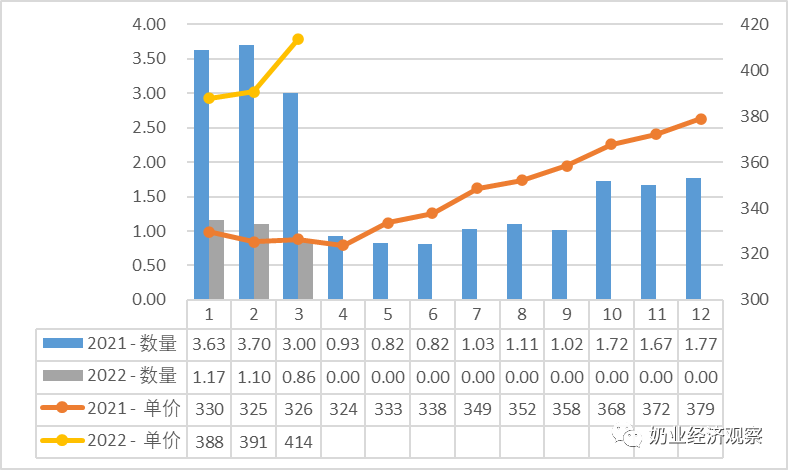 4.00 420
3.50 400
3.00
2.50 380
2.00 360
1.50 340
1.00
0.50 320
0.00 300
1 2 3 4 5 6 7 8 9 10 11 12
2021 - 数量 3.63 3.70 3.00 0.93 0.82 0.82 1.03 1.11 1.02 1.72 1.67 1.77
2022 - 数量 1.17 1.10 0.86 0.00 0.00 0.00 0.00 0.00 0.00 0.00 0.00 0.00
2021 - 单价 330 325 326 324 333 338 349 352 358 368 372 379
2022 - 单价 388 391 414
奶业经济观察